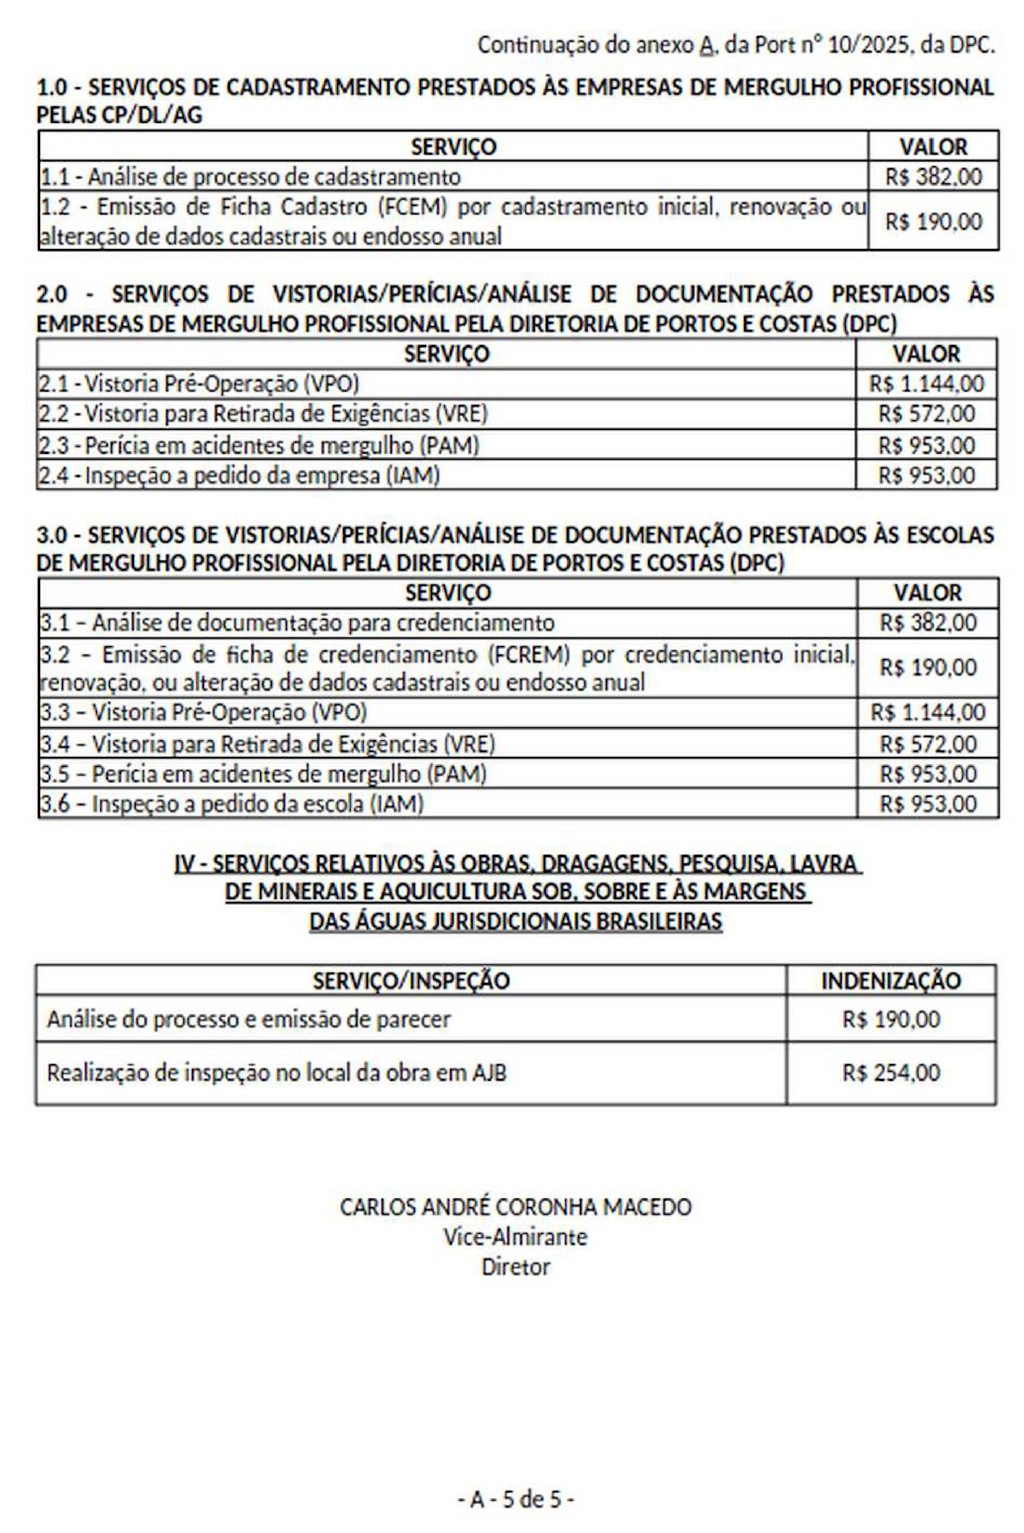 Continuação do anexo A, da Port n° 10/2025, da DPC.
1.0 - SERVIÇOS DE CADASTRAMENTO PRESTADOS ÀS EMPRESAS DE MERGULHO PROFISSIONAL
PELAS CP/DL/AG
SERVIÇO VALOR
1.1 - Análise de processo de cadastramento R$ 382,00
1.2 - Emissão de Ficha Cadastro (FCEM) por cadastramento inicial, renovação ou
alteração de dados cadastrais ou endosso anual R$ 190,00
2.0 - SERVIÇOS DE VISTORIAS/PERÍCIAS/ANÁLISE DE DOCUMENTAÇÃO PRESTADOS ÀS
EMPRESAS DE MERGULHO PROFISSIONAL PELA DIRETORIA DE PORTOS E COSTAS (DPC)
SERVIÇO VALOR
2.1 - Vistoria Pré-Operação (VPO) R$ 1.144,00
2.2 - Vistoria para Retirada de Exigências (VRE) R$ 572,00
2.3 - Perícia em acidentes de mergulho (PAM) R$ 953,00
2.4 - Inspeção a pedido da empresa (IAM) R$ 953,00
3.0 - SERVIÇOS DE VISTORIAS/PERÍCIAS/ANÁLISE DE DOCUMENTAÇÃO PRESTADOS ÀS ESCOLAS
DE MERGULHO PROFISSIONAL PELA DIRETORIA DE PORTOS E COSTAS (DPC)
SERVIÇO VALOR
3.1 – Análise de documentação para credenciamento R$ 382,00
3.2 – Emissão de ficha de credenciamento (FCREM) por credenciamento inicial,
renovação, ou alteração de dados cadastrais ou endosso anual R$ 190,00
3.3 – Vistoria Pré-Operação (VPO) R$ 1.144,00
3.4 – Vistoria para Retirada de Exigências (VRE) R$ 572,00
3.5 – Perícia em acidentes de mergulho (PAM) R$ 953,00
3.6 – Inspeção a pedido da escola (IAM) R$ 953,00
IV - SERVIÇOS RELATIVOS ÀS OBRAS, DRAGAGENS, PESQUISA, LAVRA
DE MINERAIS E AQUICULTURA SOB, SOBRE E ÀS MARGENS
DAS ÁGUAS JURISDICIONAIS BRASILEIRAS
SERVIÇO/INSPEÇÃO INDENIZAÇÃO
Análise do processo e emissão de parecer R$ 190,00
Realização de inspeção no local da obra em AJB R$ 254,00
CARLOS ANDRÉ CORONHA MACEDO
Vice-Almirante
Diretor
- A - 5 de 5 -